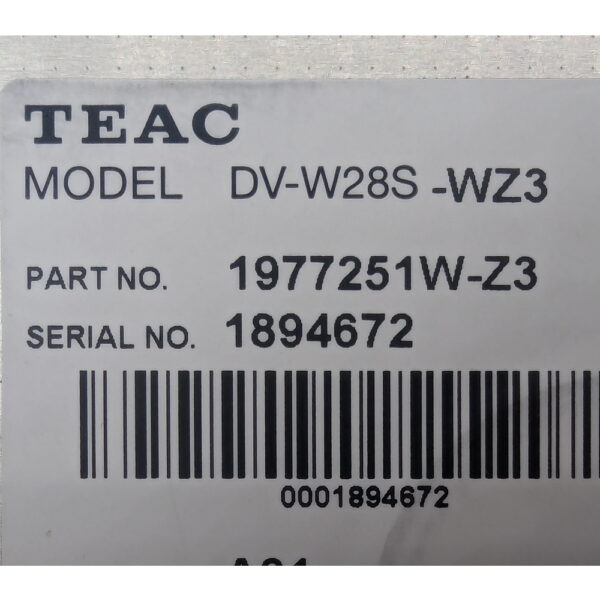 TEAC
MODEL DV-W28S -WZ3
PART NO. 1977251W-Z3
SERIAL NO. 1894672
0001894672